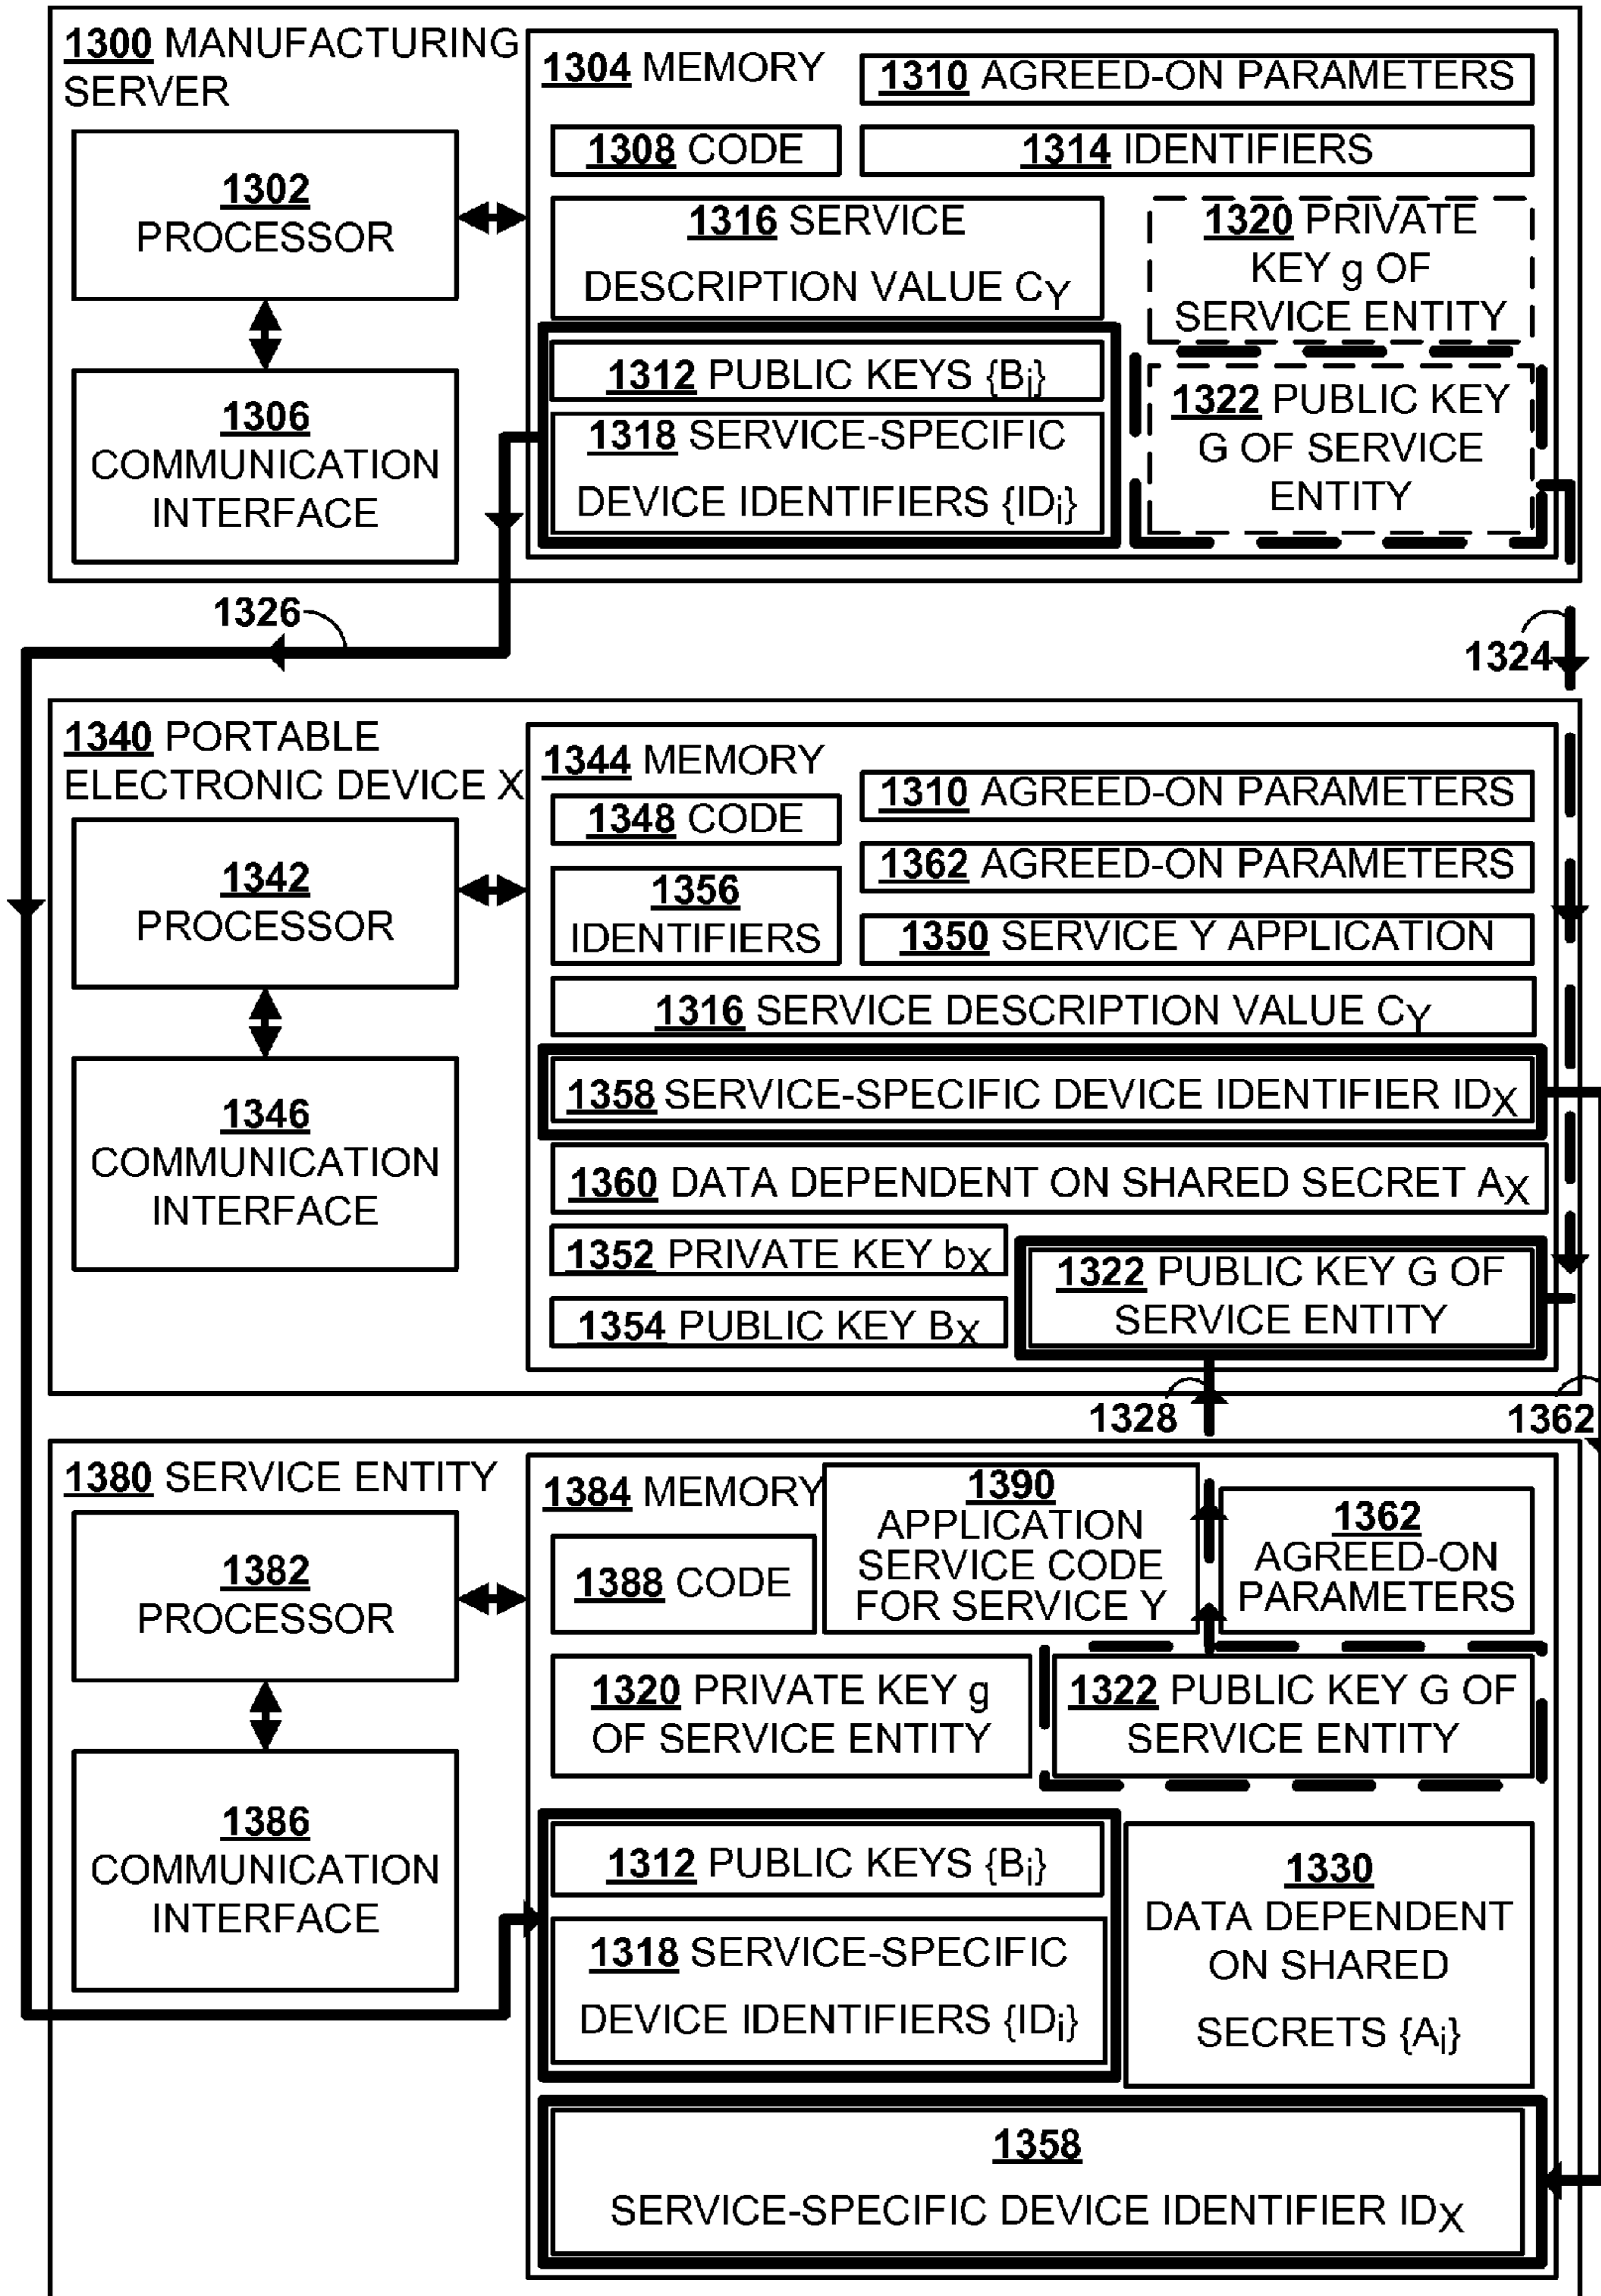 1300 MANUFACTURING
SERVER
1302
PROCESSOR
1306
COMMUNICATION
INTERFACE
1304 MEMORY
1310 AGREED-ON PARAMETERS
1308 CODE
1314 IDENTIFIERS
1316 SERVICE
DESCRIPTION VALUE CY
1320 PRIVATE
KEY g OF
SERVICE ENTITY
1312 PUBLIC KEYS {Bi}
1318 SERVICE-SPECIFIC
DEVICE IDENTIFIERS {IDi}
1322 PUBLIC KEY
G OF SERVICE
ENTITY
1326
1324
1340 PORTABLE
ELECTRONIC DEVICE X
1342
PROCESSOR
1346
COMMUNICATION
INTERFACE
1344 MEMORY
1310 AGREED-ON PARAMETERS
1348 CODE
1362 AGREED-ON PARAMETERS
1356
IDENTIFIERS
1350 SERVICE Y APPLICATION
1316 SERVICE DESCRIPTION VALUE CY
1358 SERVICE-SPECIFIC DEVICE IDENTIFIER IDX
1360 DATA DEPENDENT ON SHARED SECRET AX
1352 PRIVATE KEY bX
1354 PUBLIC KEY BX
1322 PUBLIC KEY G OF
SERVICE ENTITY
1328
1362
1380 SERVICE ENTITY
1382
PROCESSOR
1386
COMMUNICATION
INTERFACE
1384 MEMORY
1388 CODE
1390
APPLICATION
SERVICE CODE
FOR SERVICE Y
1362
AGREED-ON
PARAMETERS
1320 PRIVATE KEY g
OF SERVICE ENTITY
1322 PUBLIC KEY G OF
SERVICE ENTITY
1312 PUBLIC KEYS {Bi}
1318 SERVICE-SPECIFIC
DEVICE IDENTIFIERS {IDi}
1330
DATA DEPENDENT
ON SHARED
SECRETS {Ai}
1358
SERVICE-SPECIFIC DEVICE IDENTIFIER IDX